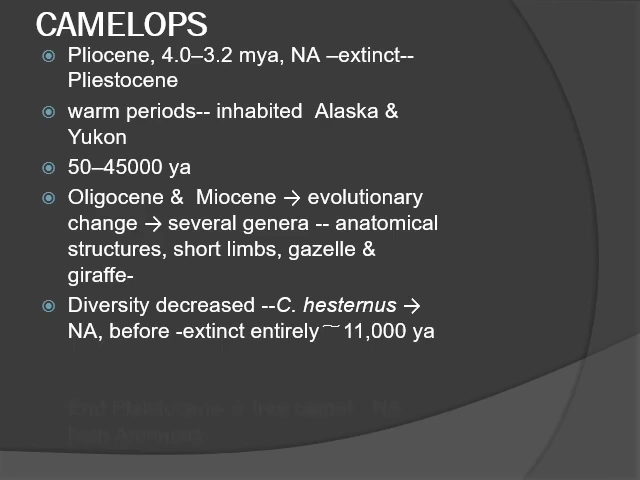 CAMELOPS
Pliocene, 4.0–3.2 mya, NA –extinct--
Pliestocene
warm periods-- inhabited Alaska &
Yukon
50–45000 ya
Oligocene & Miocene → evolutionary
change → several genera -- anatomical
structures, short limbs, gazelle &
giraffe-
Diversity decreased --C. hesternus →
NA, before -extinct entirely ~ 11,000 ya